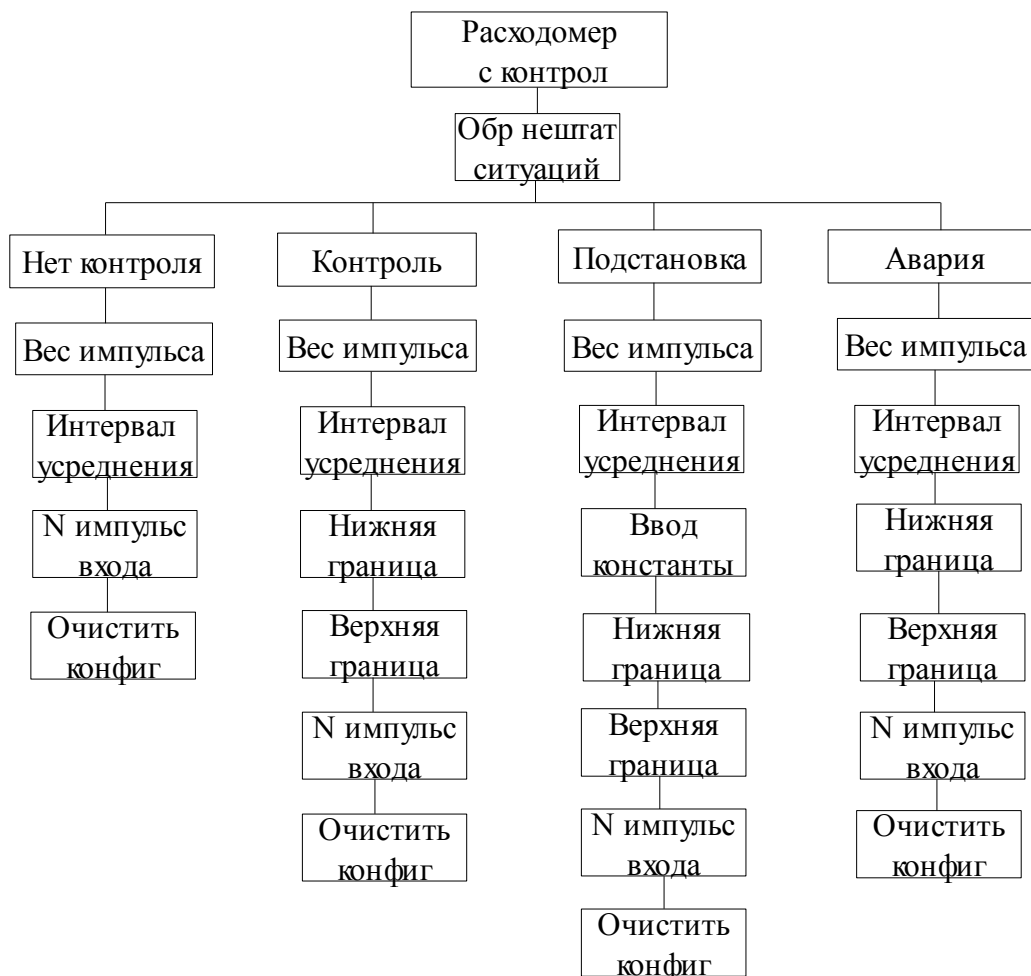 Расходомер
с контрол
Обр нештат
ситуаций
Нет контроля
Вес импульса
Интервал
усреднения
N импульс
входа
Очистить
конфиг
Контроль
Вес импульса
Интервал
усреднения
Нижняя
граница
Верхняя
граница
N импульс
входа
Очистить
конфиг
Подстановка
Вес импульса
Интервал
усреднения
Ввод
константы
Нижняя
граница
Верхняя
граница
N импульс
входа
Очистить
конфиг
Авария
Вес импульса
Интервал
усреднения
Нижняя
граница
Верхняя
граница
N импульс
входа
Очистить
конфиг